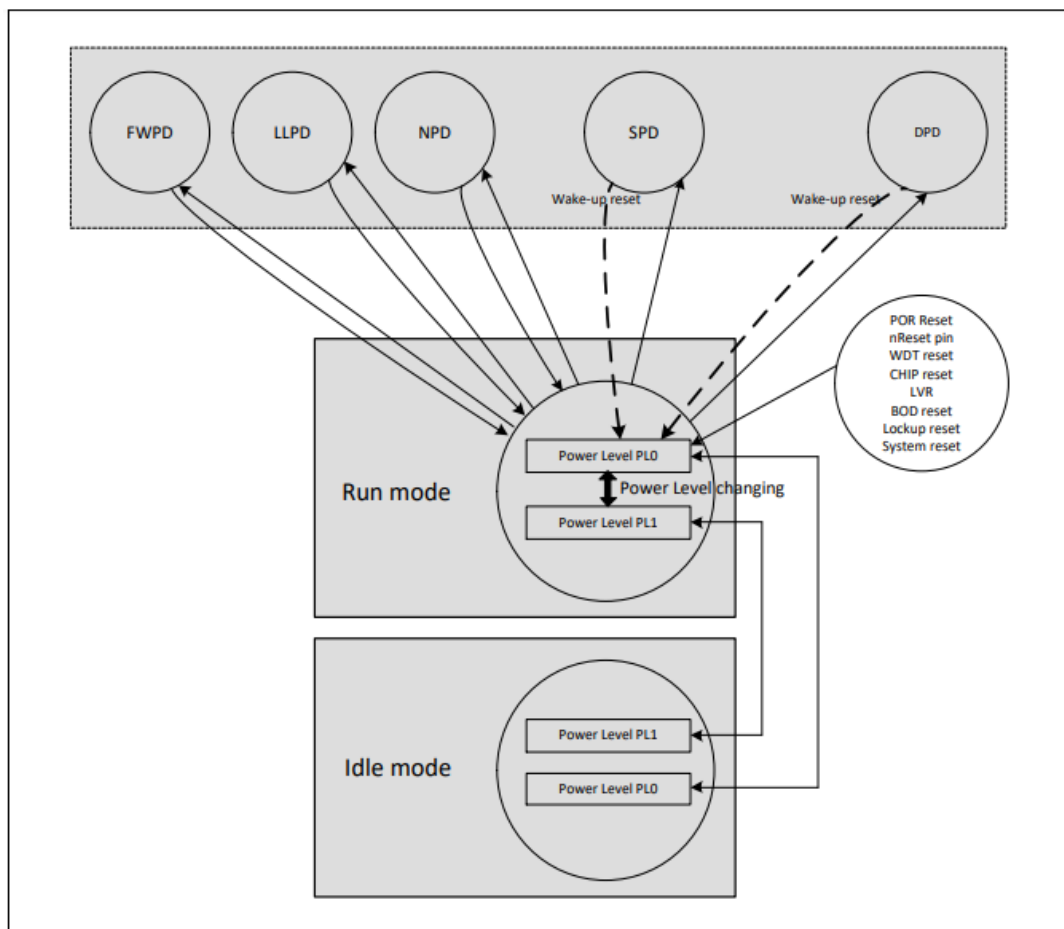 FWPD
LLPD
NPD
SPD
DPD
Wake-up reset
Wake-up reset
POR Reset
nReset pin
WDT reset
CHIP reset
LVR
BOD reset
Lockup reset
System reset
Run mode
Power Level PL0
Power Level changing
Power Level PL1
Idle mode
Power Level PL1
Power Level PL0